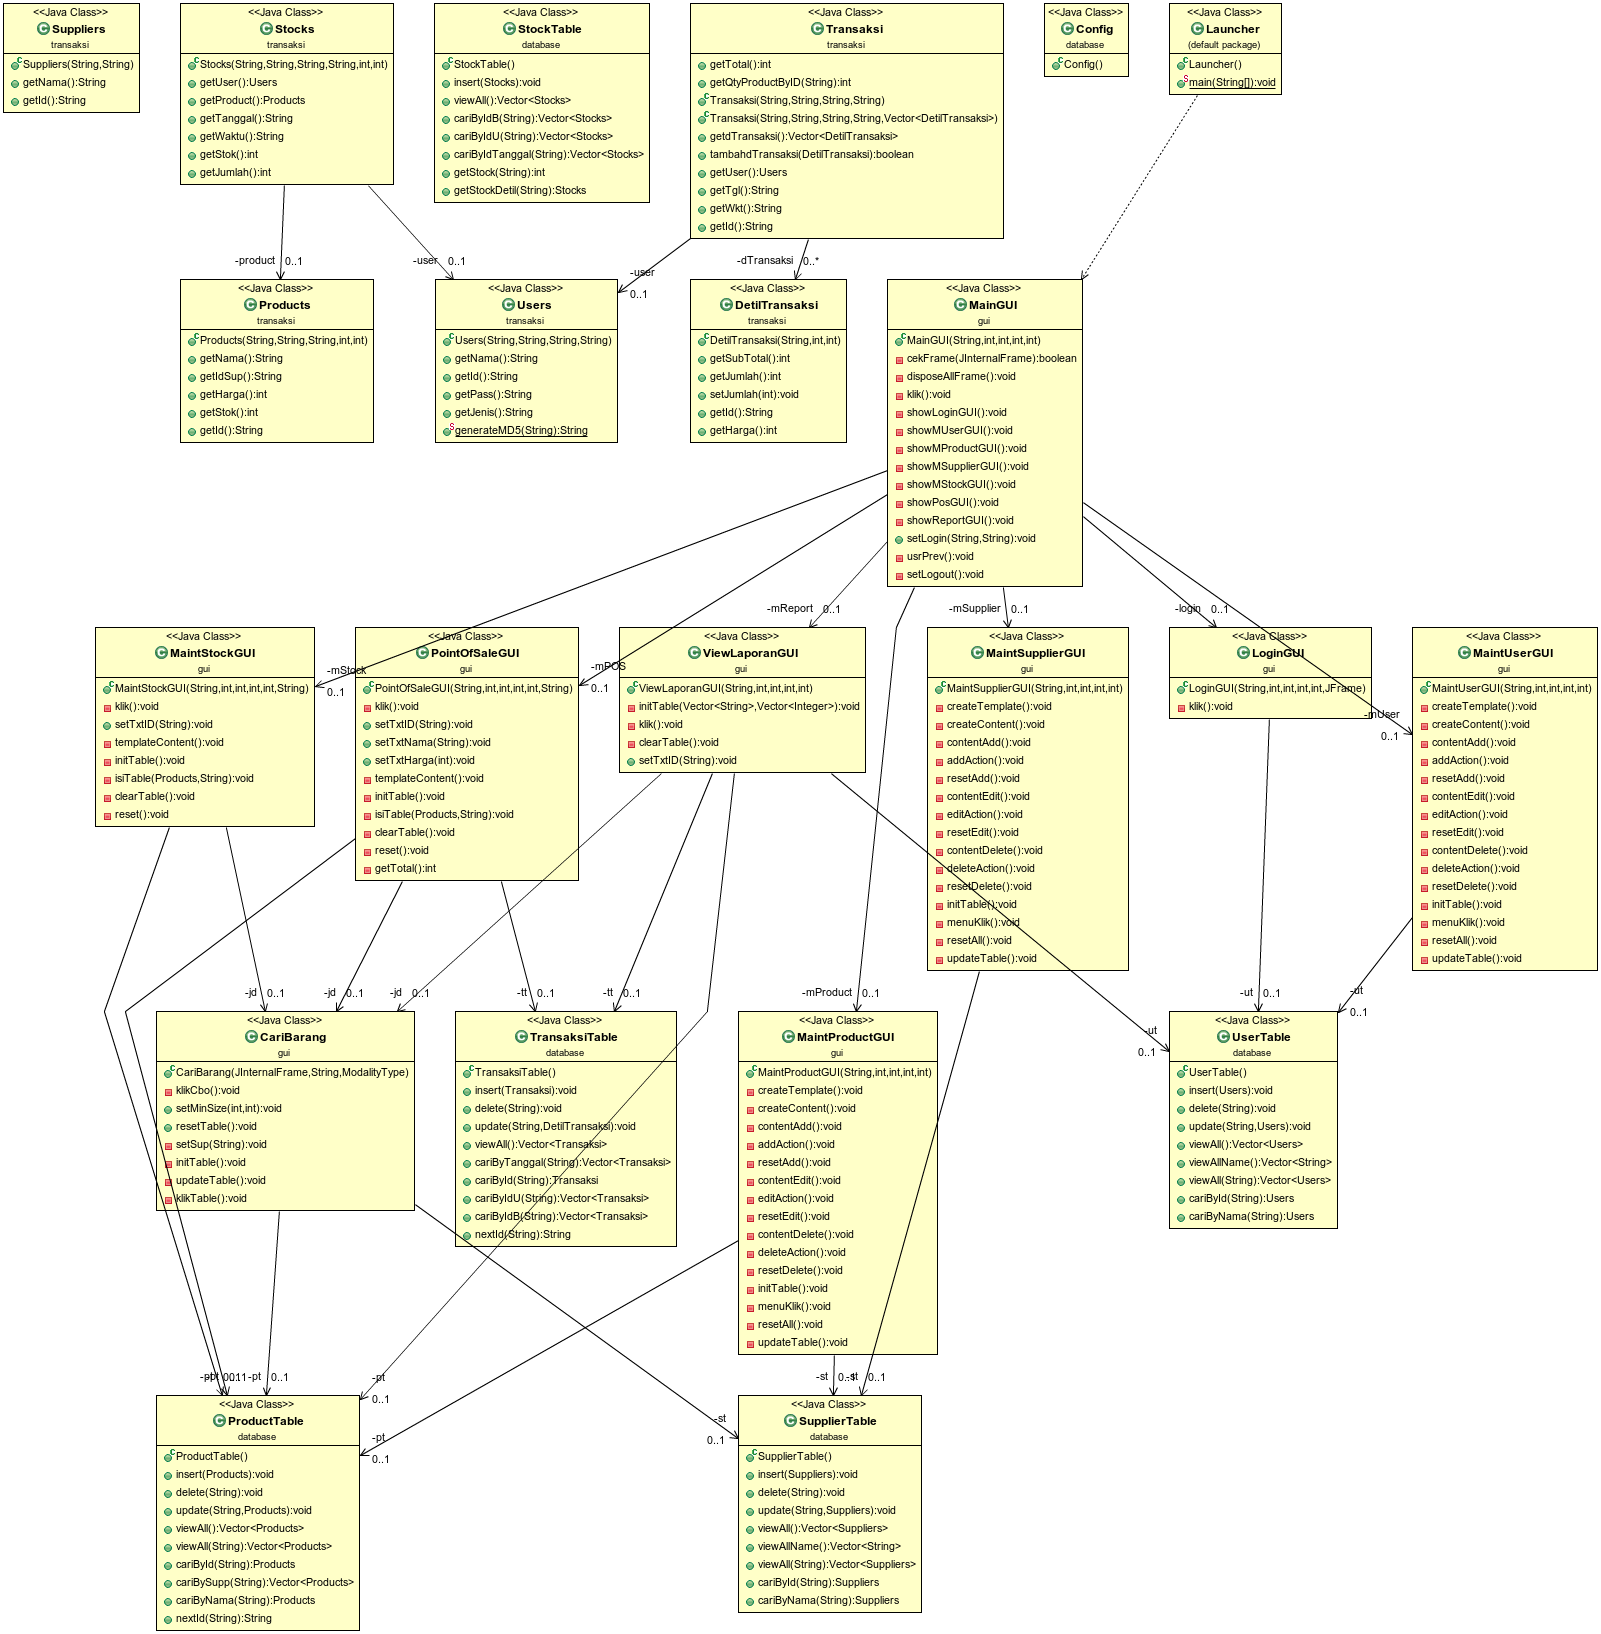 <<Java Class>>
Suppliers
transaksi
Suppliers(String,String)
getNama():String
getId():String
<<Java Class>>
Stocks
transaksi
Stocks(String,String,String,String,int,int)
getUser():Users
getProduct():Products
getTanggal():String
getWaktu():String
getStok():int
getJumlah():int
<<Java Class>>
StockTable
database
StockTable()
insert(Stocks):void
viewAll():Vector<Stocks>
cariByIdB(String):Vector<Stocks>
cariByIdU(String):Vector<Stocks>
cariByIdTanggal(String):Vector<Stocks>
getStock(String):int
getStockDetil(String):Stocks
<<Java Class>>
Transaksi
transaksi
getTotal():int
getQtyProductByID(String):int
Transaksi(String,String,String,String)
Transaksi(String,String,String,String,Vector<DetilTransaksi>)
getdTransaksi():Vector<DetilTransaksi>
tambahdTransaksi(DetilTransaksi):boolean
getUser():Users
getTgl():String
getWkt():String
getId():String
<<Java Class>>
Config
database
Config()
<<Java Class>>
Launcher
(default package)
Launcher()
main(String[]):void
-product 0..1
-user 0..1
-user
0..1
-dTransaksi 0..*
<<Java Class>>
Products
transaksi
Products(String,String,String,int,int)
getNama():String
getIdSup():String
getHarga():int
getStok():int
getId():String
<<Java Class>>
Users
transaksi
Users(String,String,String,String)
getNama():String
getId():String
getPass():String
getJenis():String
generateMD5(String):String
<<Java Class>>
DetilTransaksi
transaksi
DetilTransaksi(String,int,int)
getSubTotal():int
getJumlah():int
setJumlah(int):void
getId():String
getHarga():int
<<Java Class>>
MainGUI
gui
MainGUI(String,int,int,int,int)
cekFrame(JInternalFrame):boolean
disposeAllFrame():void
klik():void
showLoginGUI():void
showMUserGUI():void
showMProductGUI():void
showMSupplierGUI():void
showMStockGUI():void
showPosGUI():void
showReportGUI():void
setLogin(String,String):void
usrPrev():void
setLogout():void
-mReport 0..1
-mSupplier 0..1
-login 0..1
-mStock
0..1
-mPOS
0..1
-mUser
0..1
<<Java Class>>
MaintStockGUI
gui
MaintStockGUI(String,int,int,int,int,String)
klik():void
setTxtID(String):void
templateContent():void
initTable():void
isiTable(Products,String):void
clearTable():void
reset():void
<<Java Class>>
PointOfSaleGUI
gui
PointOfSaleGUI(String,int,int,int,int,String)
klik():void
setTxtID(String):void
setTxtNama(String):void
setTxtHarga(int):void
templateContent():void
initTable():void
isiTable(Products,String):void
clearTable():void
reset():void
getTotal():int
<<Java Class>>
ViewLaporanGUI
gui
ViewLaporanGUI(String,int,int,int,int)
initTable(Vector<String>,Vector<Integer>):void
klik():void
clearTable():void
setTxtID(String):void
<<Java Class>>
MaintSupplierGUI
gui
MaintSupplierGUI(String,int,int,int,int)
createTemplate():void
createContent():void
contentAdd():void
addAction():void
resetAdd():void
contentEdit():void
editAction():void
resetEdit():void
contentDelete():void
deleteAction():void
resetDelete():void
initTable():void
menuKlik():void
resetAll():void
updateTable():void
<<Java Class>>
LoginGUI
gui
LoginGUI(String,int,int,int,int,JFrame)
klik():void
<<Java Class>>
MaintUserGUI
gui
MaintUserGUI(String,int,int,int,int)
createTemplate():void
createContent():void
contentAdd():void
addAction():void
resetAdd():void
contentEdit():void
editAction():void
resetEdit():void
contentDelete():void
deleteAction():void
resetDelete():void
initTable():void
menuKlik():void
resetAll():void
updateTable():void
-jd 0..1
-jd 0..1
-jd 0..1
-tt 0..1
-tt 0..1
-mProduct 0..1
-ut
0..1
-ut 0..1
-ut
0..1
<<Java Class>>
CariBarang
gui
CariBarang(JInternalFrame,String,ModalityType)
klikCbo():void
setMinSize(int,int):void
resetTable():void
setSup(String):void
initTable():void
updateTable():void
klikTable():void
<<Java Class>>
TransaksiTable
database
TransaksiTable()
insert(Transaksi):void
delete(String):void
update(String,DetilTransaksi):void
viewAll():Vector<Transaksi>
cariByTanggal(String):Vector<Transaksi>
cariById(String):Transaksi
cariByIdU(String):Vector<Transaksi>
cariByIdB(String):Vector<Transaksi>
nextId(String):String
<<Java Class>>
MaintProductGUI
gui
MaintProductGUI(String,int,int,int,int)
createTemplate():void
createContent():void
contentAdd():void
addAction():void
resetAdd():void
contentEdit():void
editAction():void
resetEdit():void
contentDelete():void
deleteAction():void
resetDelete():void
initTable():void
menuKlik():void
resetAll():void
updateTable():void
<<Java Class>>
UserTable
database
UserTable()
insert(Users):void
delete(String):void
update(String,Users):void
viewAll():Vector<Users>
viewAllName():Vector<String>
viewAll(String):Vector<Users>
cariById(String):Users
cariByNama(String):Users
-pt 0..1
-pt
0..1
-pt
0..1
-st
0..1
-st
0..1
<<Java Class>>
ProductTable
database
ProductTable()
insert(Products):void
delete(String):void
update(String,Products):void
viewAll():Vector<Products>
viewAll(String):Vector<Products>
cariById(String):Products
cariBySupp(String):Vector<Products>
cariByNama(String):Products
nextId(String):String
<<Java Class>>
SupplierTable
database
SupplierTable()
insert(Suppliers):void
delete(String):void
update(String,Suppliers):void
viewAll():Vector<Suppliers>
viewAllName():Vector<String>
viewAll(String):Vector<Suppliers>
cariById(String):Suppliers
cariByNama(String):Suppliers